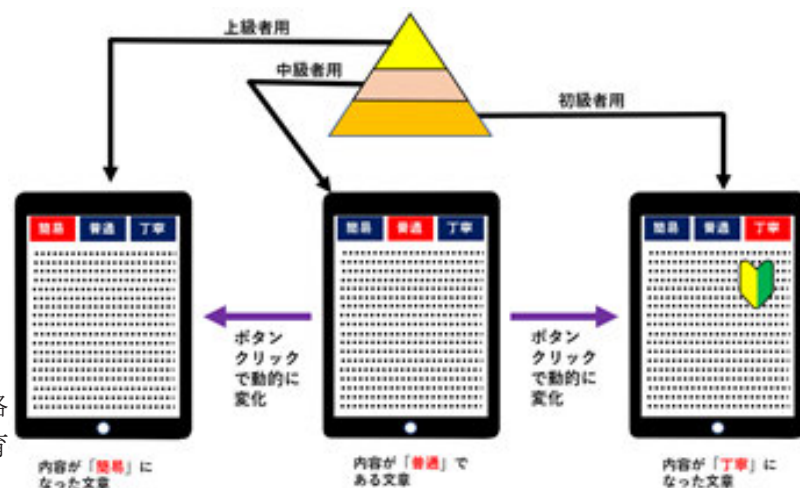 上級者用
中級者用
初級者用
簡易 普通 丁寧
簡易 普通 丁寧
簡易 普通 丁寧
ボタン
クリック
で動的に
変化
ボタン
クリック
で動的に
変化
内容が「簡易」に
なった文章
内容が「普通」で
ある文章
内容が「丁寧」に
なった文章